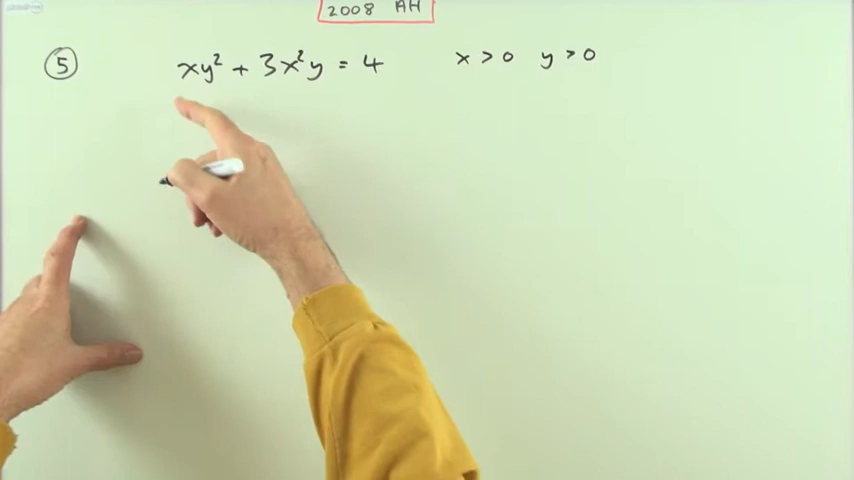 2008 AH
⑤ xy² + 3x²y = 4 x > 0 y > 0